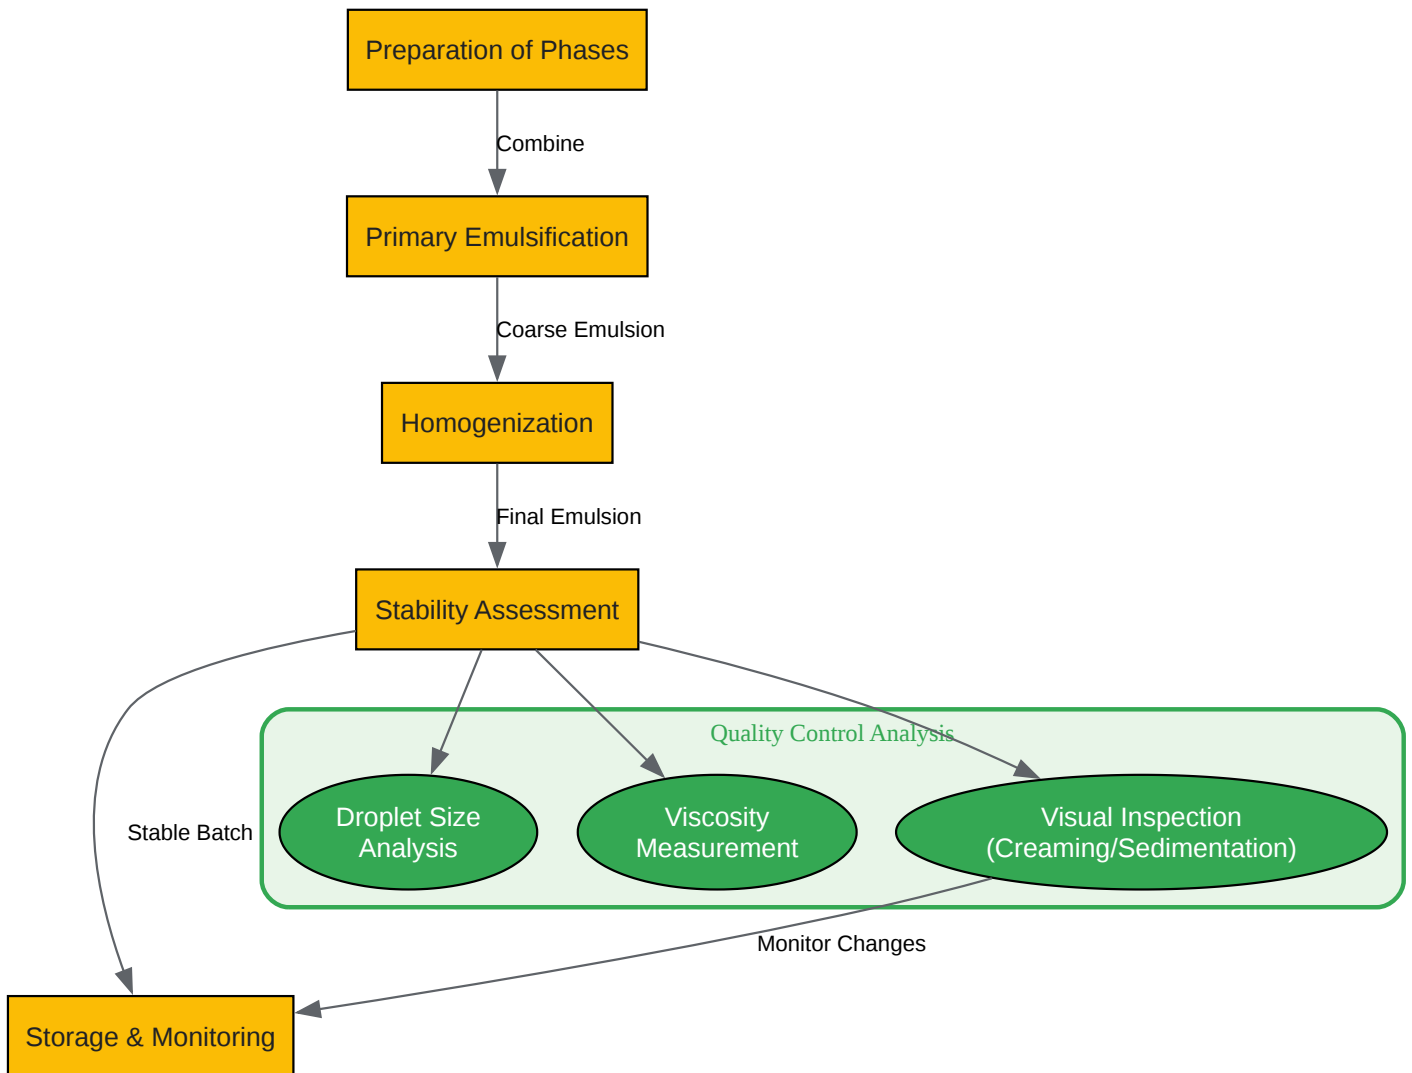 Preparation of Phases
Combine
Primary Emulsification
Coarse Emulsion
Homogenization
Final Emulsion
Stability Assessment
Quality Control Analysis
Droplet Size
Analysis
Viscosity
Measurement
Visual Inspection
(Creaming/Sedimentation)
Stable Batch
Monitor Changes
Storage & Monitoring